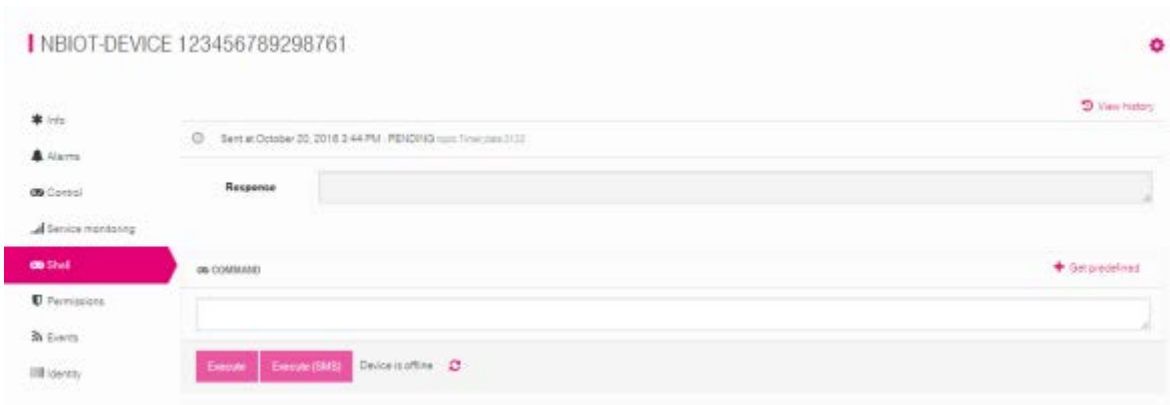 NBIOT-DEVICE 123456789298761
View history
Info
Sent at October 20, 2016 3:44 PM PENDING
Alarms
Control
Response
Service monitoring
Shell
COMMAND
Get predefined
Permissions
Events
Execute
Execute (SMS)
Device is offline
Identity